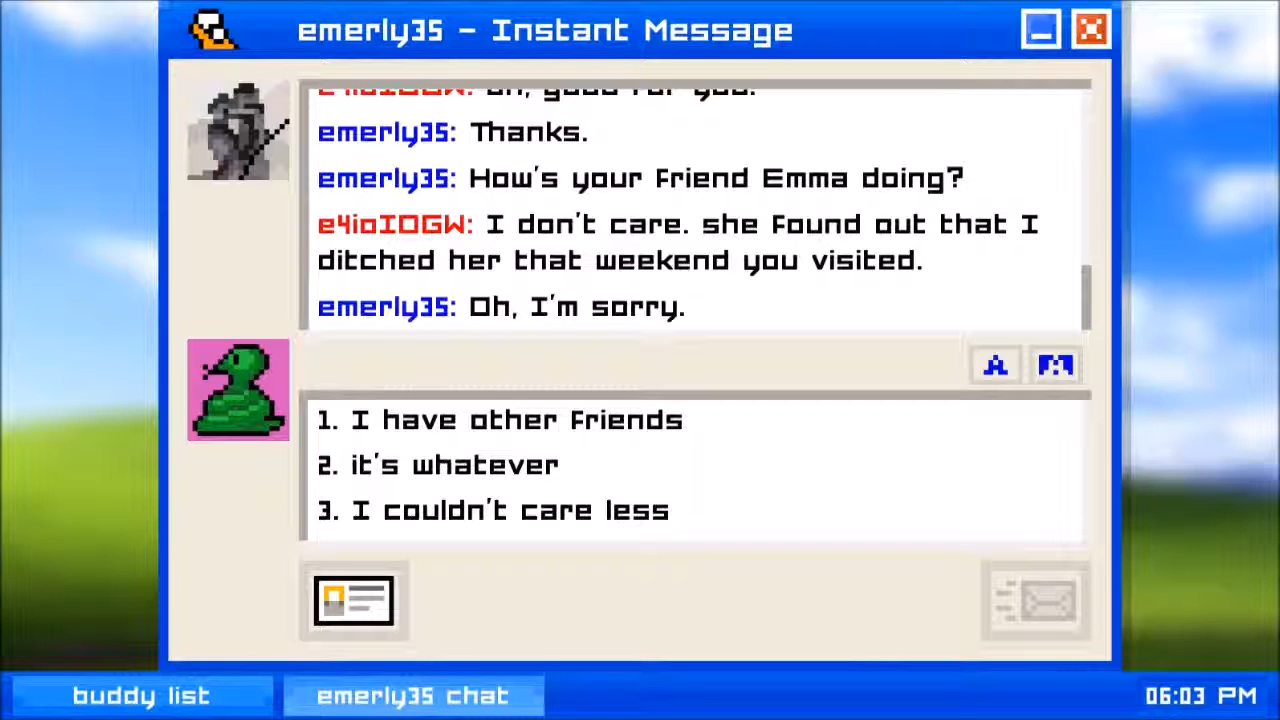 emerly35 - Instant Message
emerly35: Thanks.
emerly35: How's your friend Emma doing?
e4ioIOGW: I don't care. she found out that I
ditched her that weekend you visited.
emerly35: Oh, I'm sorry.
A
1. I have other friends
2. it's whatever
3. I couldn't care less
buddy list
emerly35 chat
06:03 PM